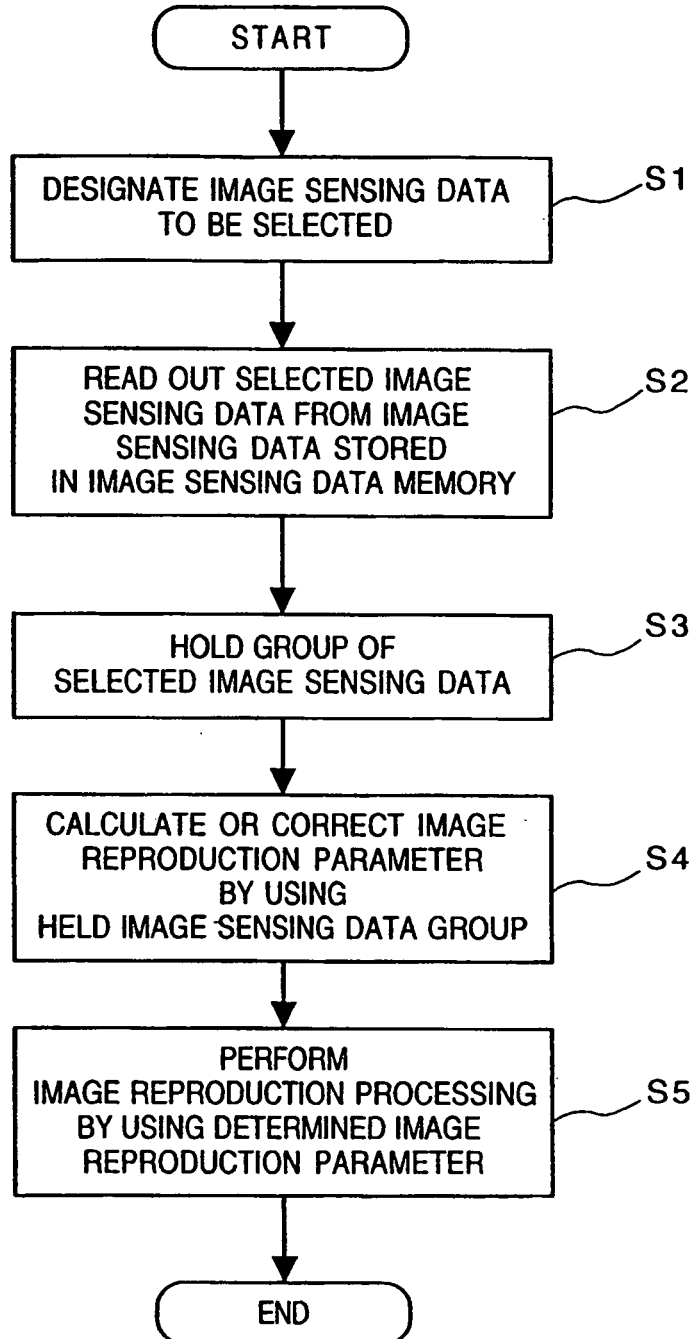 START
DESIGNATE IMAGE SENSING DATA
TO BE SELECTED
S1
READ OUT SELECTED IMAGE
SENSING DATA FROM IMAGE
SENSING DATA STORED
IN IMAGE SENSING DATA MEMORY
S2
HOLD GROUP OF
SELECTED IMAGE SENSING DATA
S3
CALCULATE OR CORRECT IMAGE
REPRODUCTION PARAMETER
BY USING
HELD IMAGE SENSING DATA GROUP
S4
PERFORM
IMAGE REPRODUCTION PROCESSING
BY USING DETERMINED IMAGE
REPRODUCTION PARAMETER
S5
END